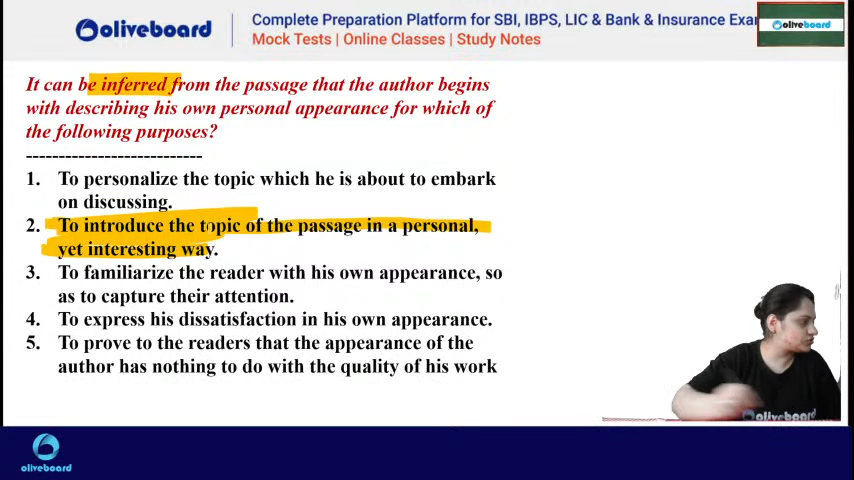 oliveboard
Complete Preparation Platform for SBI, IBPS, LIC & Bank & Insurance Exa
Mock Tests | Online Classes | Study Notes
oliveboard
It can be inferred from the passage that the author begins
with describing his own personal appearance for which of
the following purposes?
---------------------------
1. To personalize the topic which he is about to embark
on discussing.
2. To introduce the topic of the passage in a personal,
yet interesting way.
3. To familiarize the reader with his own appearance, so
as to capture their attention.
4. To express his dissatisfaction in his own appearance.
5. To prove to the readers that the appearance of the
author has nothing to do with the quality of his work
oliveboard
oliveboard